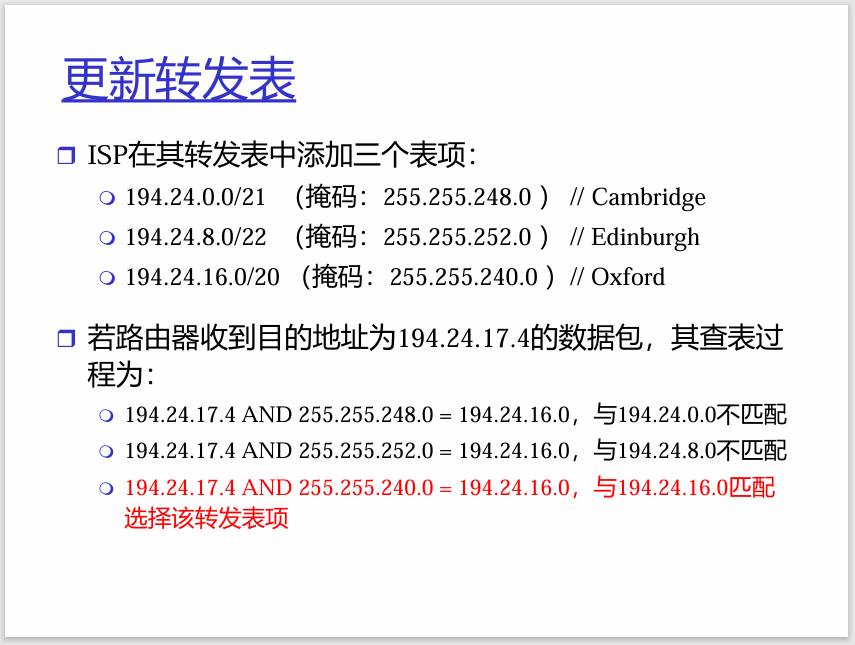 更新转发表
ISP在其转发表中添加三个表项：
194.24.0.0/21 （掩码：255.255.248.0 ） // Cambridge
194.24.8.0/22 （掩码：255.255.252.0 ） // Edinburgh
194.24.16.0/20 （掩码：255.255.240.0 ）// Oxford
若路由器收到目的地址为194.24.17.4的数据包，其查表过
程为：
194.24.17.4 AND 255.255.248.0 = 194.24.16.0，与194.24.0.0不匹配
194.24.17.4 AND 255.255.252.0 = 194.24.16.0，与194.24.8.0不匹配
194.24.17.4 AND 255.255.240.0 = 194.24.16.0，与194.24.16.0匹配
选择该转发表项